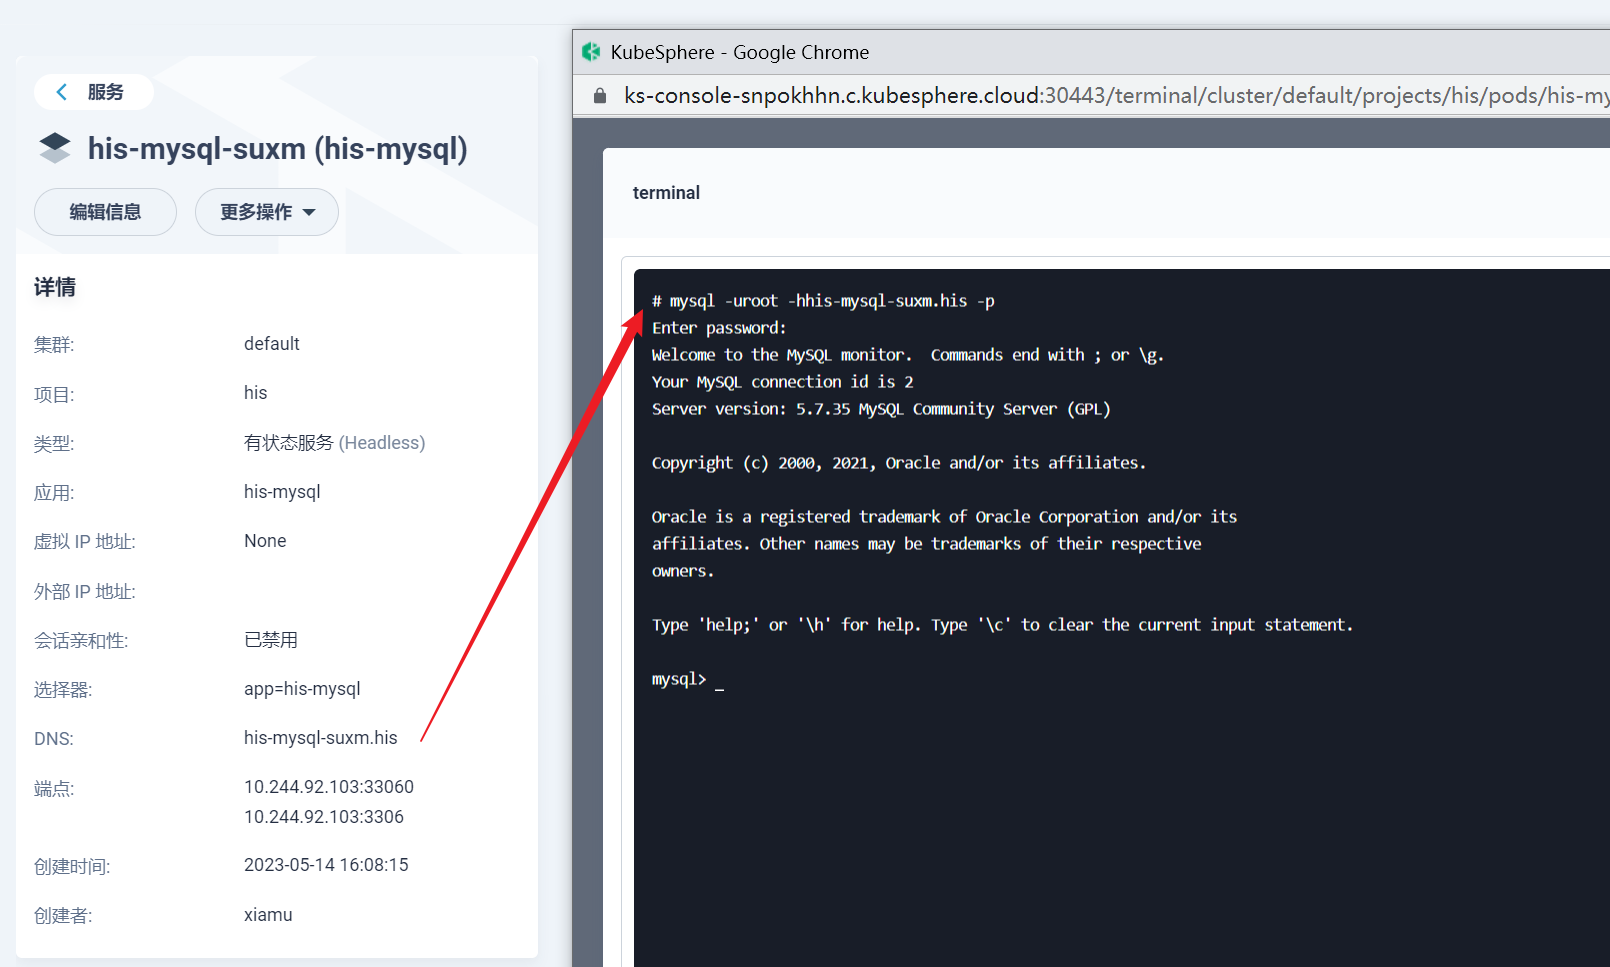 服务
his-mysql-suxm (his-mysql)
编辑信息
更多操作
详情
集群: default
项目: his
类型: 有状态服务 (Headless)
应用: his-mysql
虚拟 IP 地址: None
外部 IP 地址:
会话亲和性: 已禁用
选择器: app=his-mysql
DNS: his-mysql-suxm.his
端点: 10.244.92.103:33060
10.244.92.103:3306
创建时间: 2023-05-14 16:08:15
创建者: xiamu
KubeSphere - Google Chrome
ks-console-snpokhhn.c.kubesphere.cloud:30443/terminal/cluster/default/projects/his/pods/his-my
terminal
# mysql -uroot -hhis-mysql-suxm.his -p
Enter password:
Welcome to the MySQL monitor.  Commands end with ; or \g.
Your MySQL connection id is 2
Server version: 5.7.35 MySQL Community Server (GPL)
Copyright (c) 2000, 2021, Oracle and/or its affiliates.
Oracle is a registered trademark of Oracle Corporation and/or its
affiliates. Other names may be trademarks of their respective
owners.
Type 'help;' or '\h' for help. Type '\c' to clear the current input statement.
mysql> _